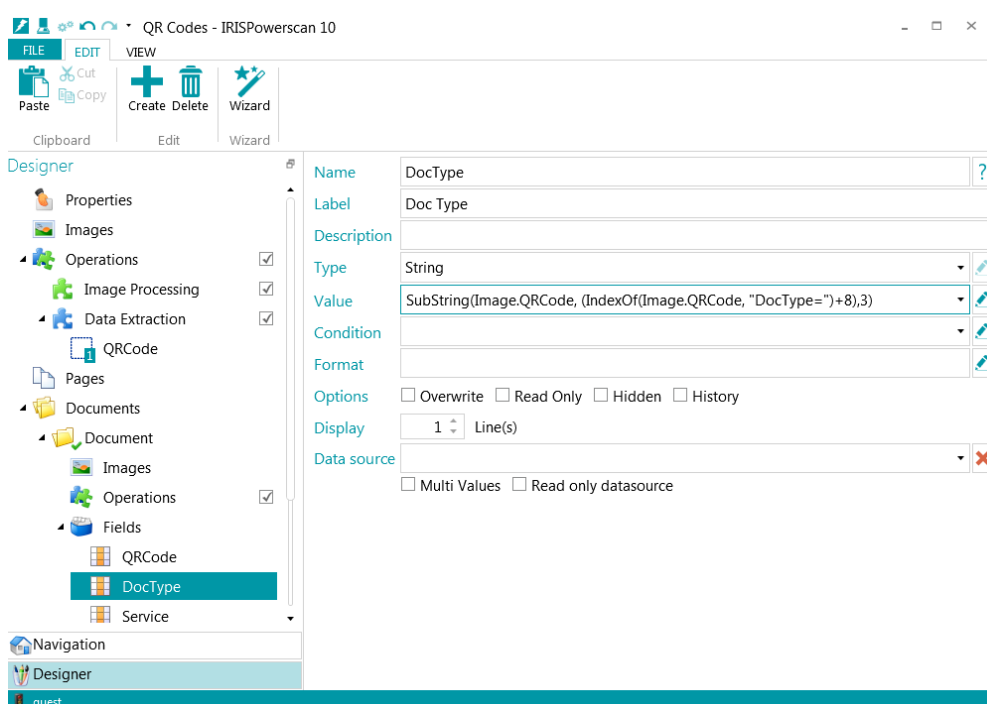 QR Codes - IRISPowerscan 10
FILE EDIT VIEW
Paste Cut Copy Create Delete Wizard
Clipboard Edit Wizard
Designer
Properties
Images
Operations
Image Processing
Data Extraction
1 QRCode
Pages
Documents
Document
Images
Operations
Fields
QRCode
DocType
Service
Navigation
Designer
guest
Name DocType ?
Label Doc Type
Description
Type String
Value SubString(Image.QRCode, (IndexOf(Image.QRCode, "DocType=")+8),3)
Condition
Format
Options Overwrite Read Only Hidden History
Display 1 Line(s)
Data source
Multi Values Read only datasource